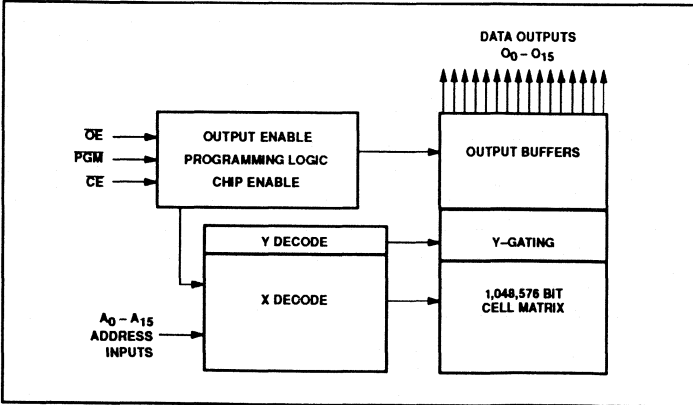 DATA OUTPUTS
O0 – O15
OE
PGM
CE
OUTPUT ENABLE
PROGRAMMING LOGIC
CHIP ENABLE
OUTPUT BUFFERS
Y DECODE
Y–GATING
X DECODE
1,048,576 BIT
CELL MATRIX
A0 – A15
ADDRESS
INPUTS